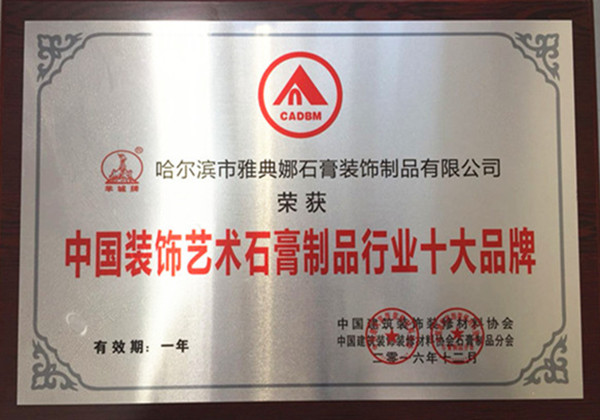 CADBM
羊城牌
®
哈尔滨市雅典娜石膏装饰制品有限公司
荣获
中国装饰艺术石膏制品行业十大品牌
有效期：一年
中国建筑装饰装修材料协会
中国建筑装饰装修材料协会石膏制品分会
二零一六年十二月